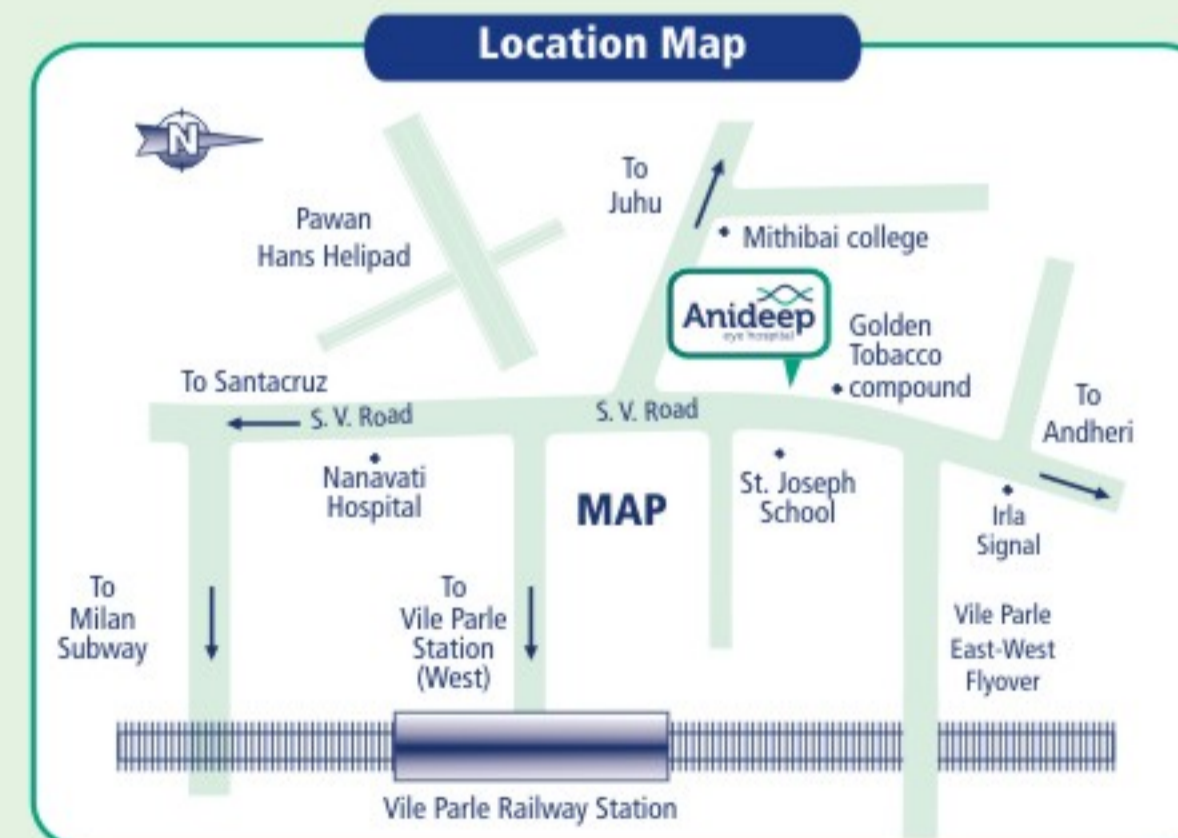 Location Map
N
To
Juhu
Pawan
Hans Helipad
Mithibai college
Anideep
eye hospital
Golden
Tobacco
compound
To Santacruz
S. V. Road
S. V. Road
To
Andheri
Nanavati
Hospital
MAP
St. Joseph
School
Irla
Signal
To
Milan
Subway
To
Vile Parle
Station
(West)
Vile Parle
East-West
Flyover
Vile Parle Railway Station